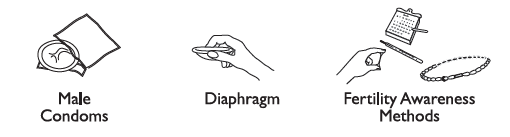 Male
Condoms
Diaphragm
Fertility Awareness
Methods